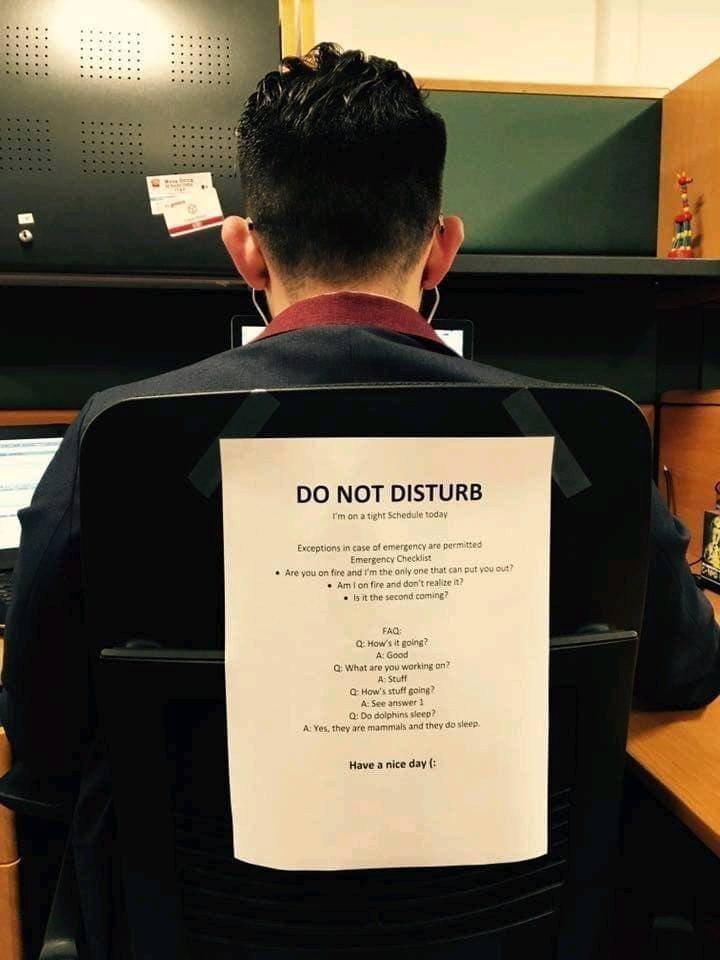 DO NOT DISTURB
I'm on a tight Schedule today
Exceptions in case of emergency are permitted
Emergency Checklist
• Are you on fire and I'm the only one that can put you out?
• Am I on fire and don't realize it?
• Is it the second coming?
FAQ:
Q: How's it going?
A: Good
Q: What are you working on?
A: Stuff
Q: How's stuff going?
A: See answer 1
Q: Do dolphins sleep?
A: Yes, they are mammals and they do sleep.
Have a nice day (: